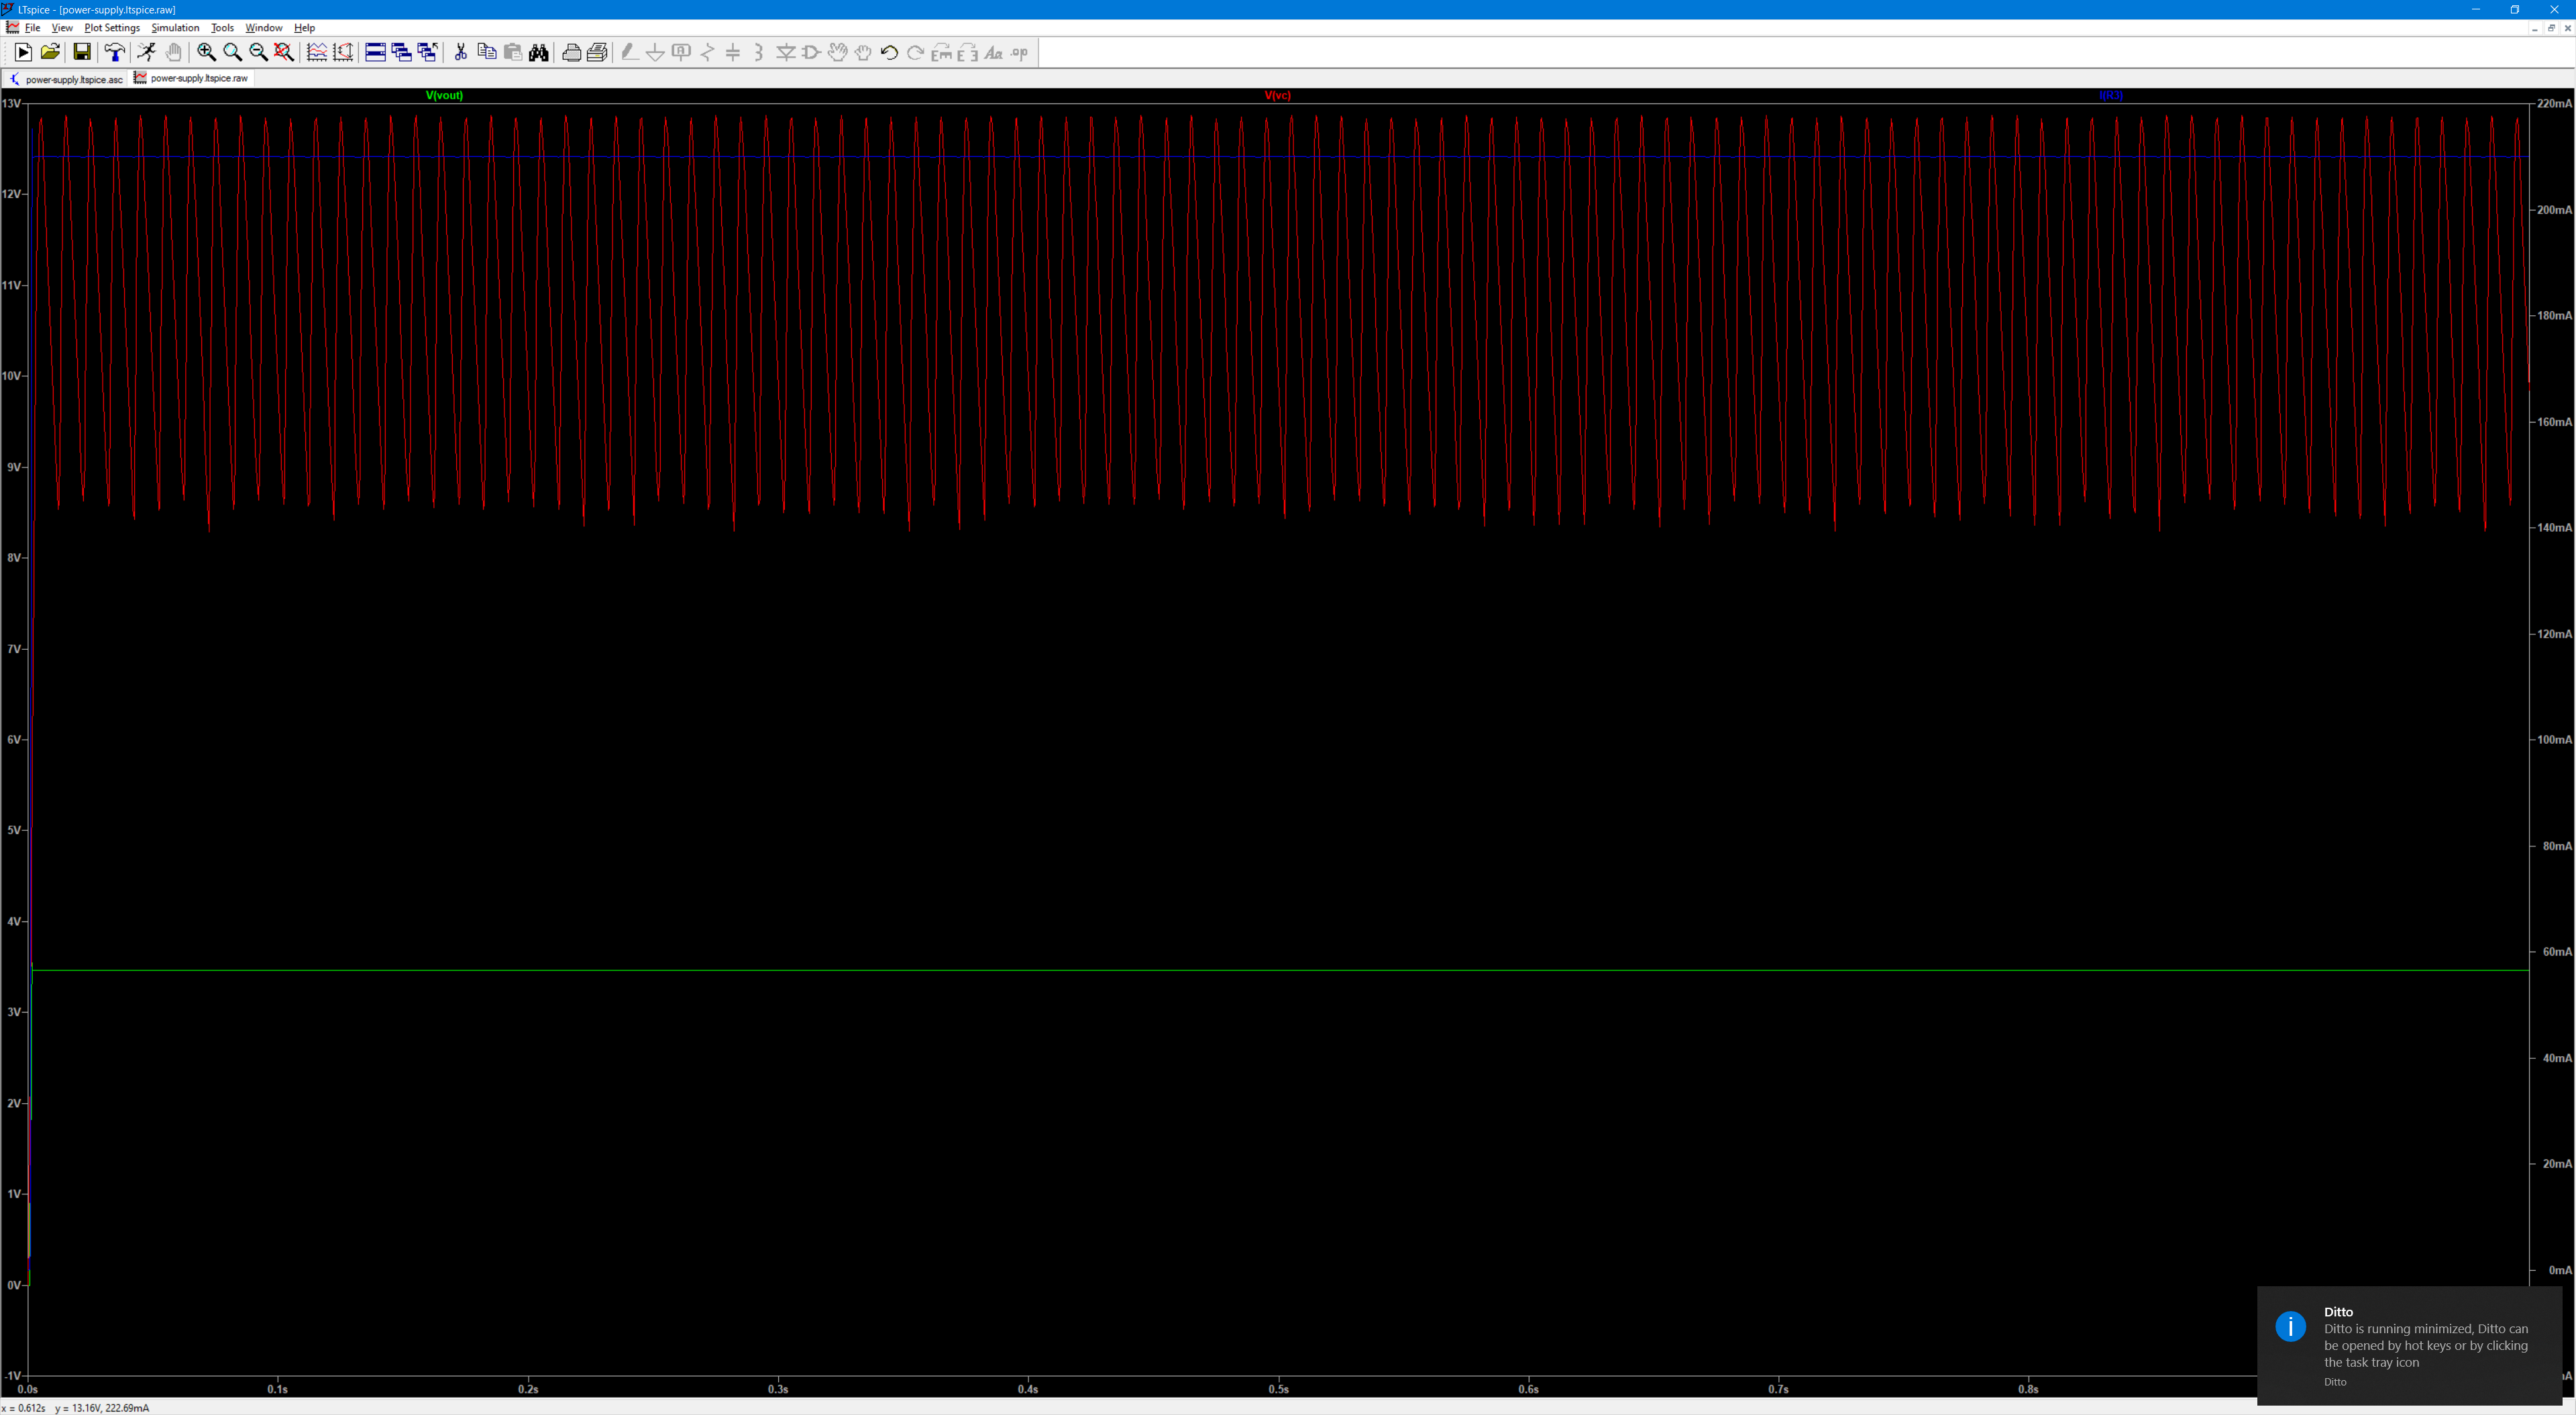 LTspice - [power-supply.ltspice.raw]
File View Plot Settings Simulation Tools Window Help
power-supply.ltspice.asc power-supply.ltspice.raw
V(vout) V(vc) I(R3)
13V 220mA
12V
200mA
11V
180mA
10V
160mA
9V
140mA
8V
120mA
7V
100mA
6V
80mA
5V
4V
60mA
3V
40mA
2V
20mA
1V
0mA
0V
-1V
0.0s 0.1s 0.2s 0.3s 0.4s 0.5s 0.6s 0.7s 0.8s
Ditto
Ditto is running minimized, Ditto can
be opened by hot keys or by clicking
the task tray icon
Ditto
x = 0.612s y = 13.16V, 222.69mA